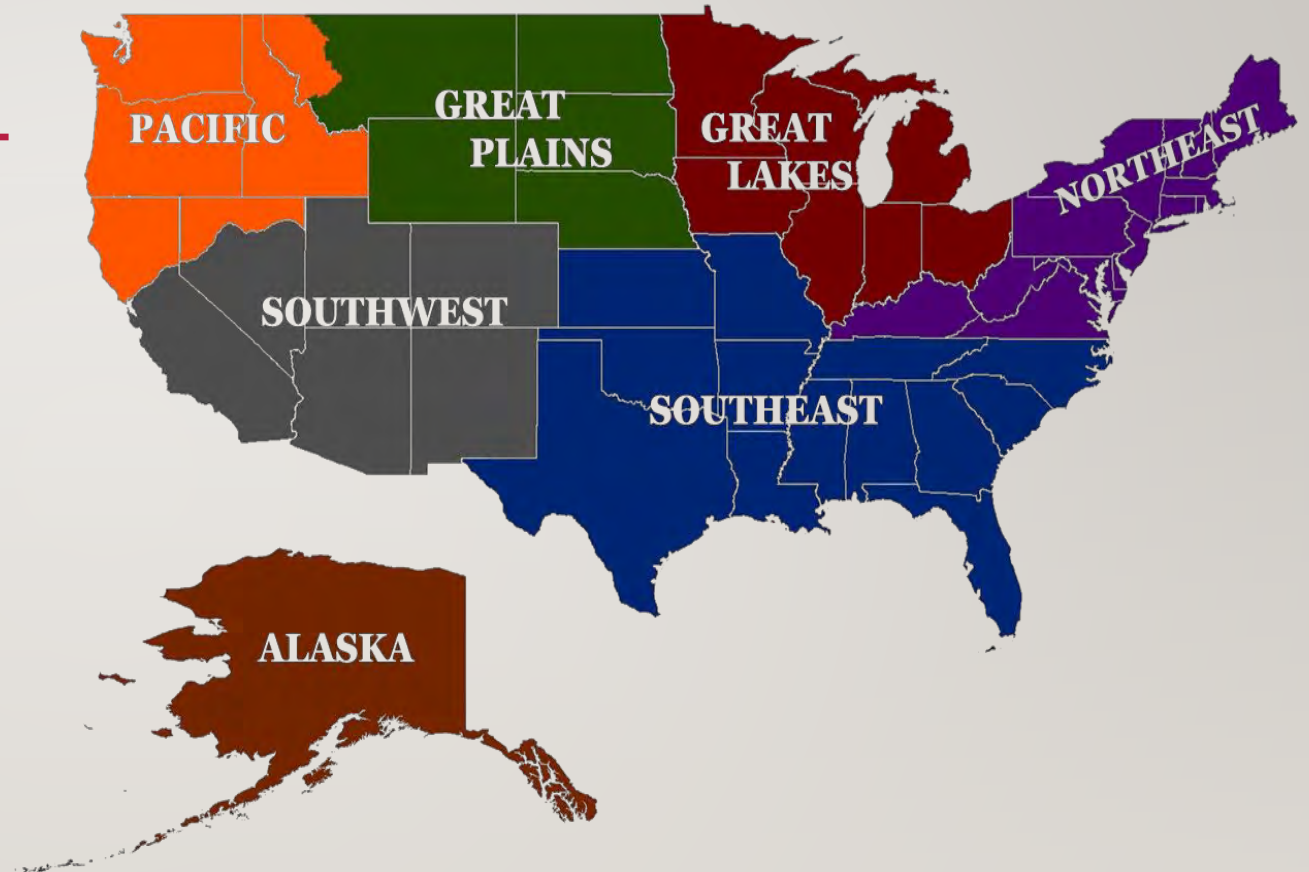 PACIFIC
GREAT
PLAINS
GREAT
LAKES
NORTHEAST
SOUTHWEST
SOUTHEAST
ALASKA